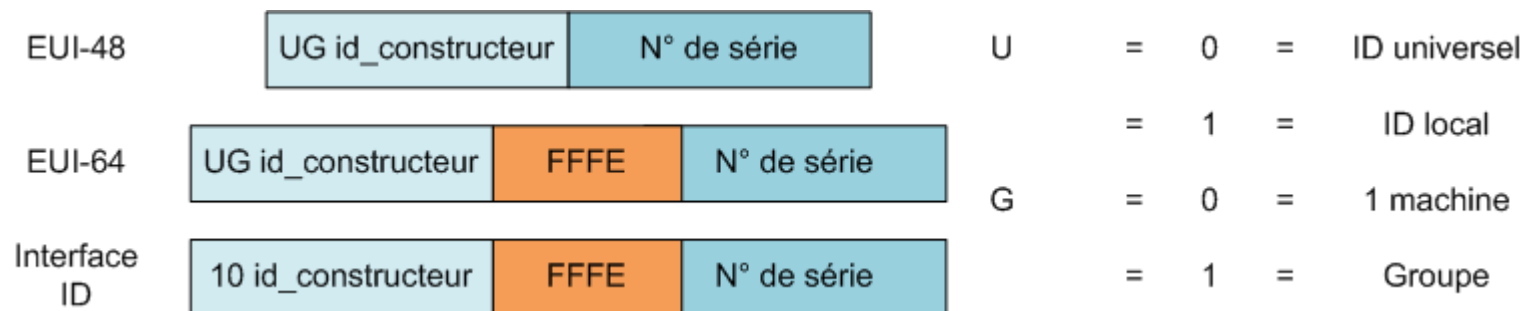 EUI-48 UG id_constructeur N° de série U = 0 = ID universel
= 1 = ID local
EUI-64 UG id_constructeur FFFE N° de série
G = 0 = 1 machine
Interface ID 10 id_constructeur FFFE N° de série = 1 = Groupe